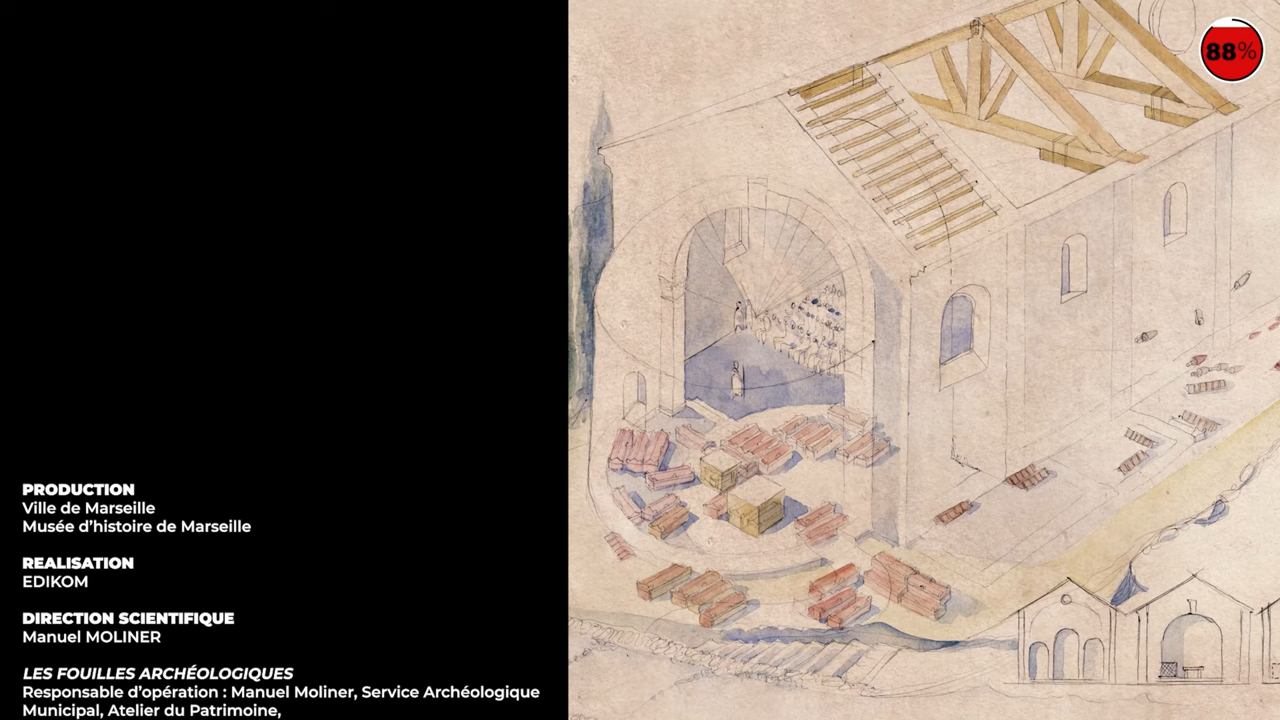 88%
PRODUCTION
Ville de Marseille
Musée d’histoire de Marseille
REALISATION
EDIKOM
DIRECTION SCIENTIFIQUE
Manuel MOLINER
LES FOUILLES ARCHÉOLOGIQUES
Responsable d’opération : Manuel Moliner, Service Archéologique
Municipal, Atelier du Patrimoine,